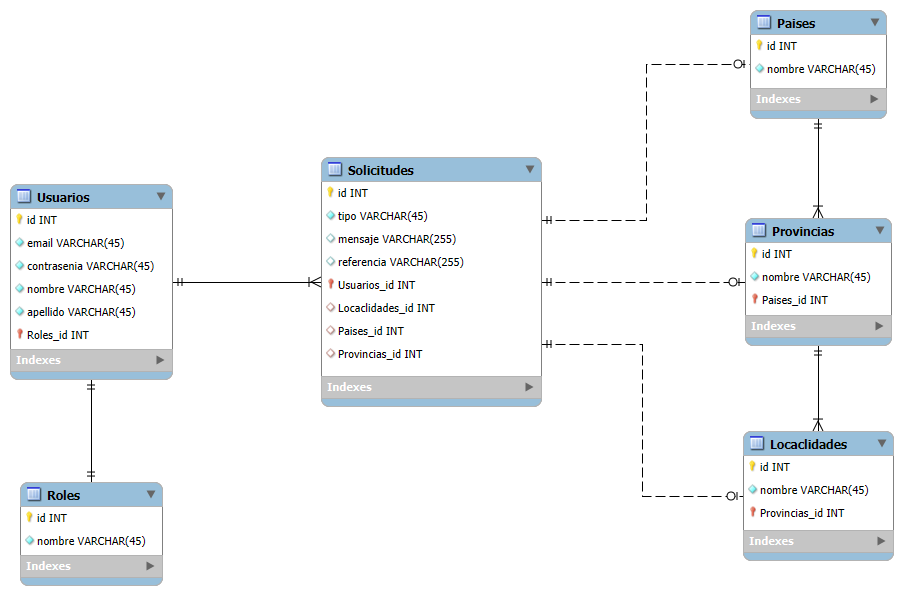 Usuarios
id INT
email VARCHAR(45)
contrasenia VARCHAR(45)
nombre VARCHAR(45)
apellido VARCHAR(45)
Roles_id INT
Indexes
Roles
id INT
nombre VARCHAR(45)
Indexes
Solicitudes
id INT
tipo VARCHAR(45)
mensaje VARCHAR(255)
referencia VARCHAR(255)
Usuarios_id INT
Locaclidades_id INT
Paises_id INT
Provincias_id INT
Indexes
Paises
id INT
nombre VARCHAR(45)
Indexes
Provincias
id INT
nombre VARCHAR(45)
Paises_id INT
Indexes
Locaclidades
id INT
nombre VARCHAR(45)
Provincias_id INT
Indexes